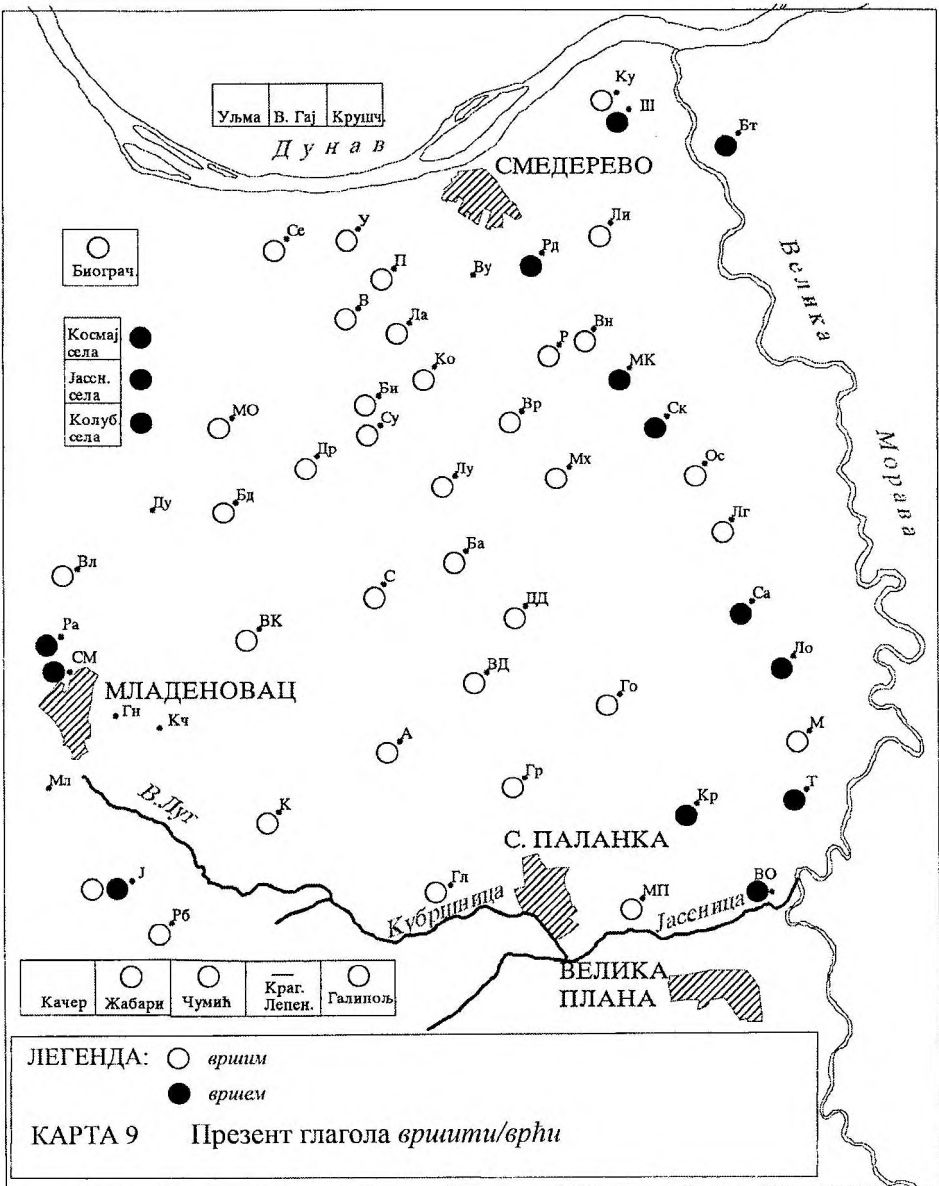 Ку
Ш
Бт
Уљма В. Гај Крушч.
Дунав
СМЕДЕРЕВО
Се
У
Ли
Рд
П
Ву
Биограч.
Велика
В
Ла
Р
Вн
Космај
села
Јасен.
села
Колуб.
села
Ко
МК
Би
МО
Су
Вр
Ск
Морава
Др
Лу
Мх
Ос
Ду
Бд
Лг
Ба
Вл
С
ДД
Са
Ра
ВК
СМ
Ло
МЛАДЕНОВАЦ
ВД
Го
Гн
Кч
А
М
Мл
В.Луг
Гр
К
Кр
Т
С. ПАЛАНКА
Ј
Гл
Кубршница
МП
ВО
Јасеница
Рб
ВЕЛИКА
ПЛАНА
Качер Жабари Чумић Краг. Лепен. Галипољ
ЛЕГЕНДА: вршим
вршем
КАРТА 9 Презент глагола вршити/врћи